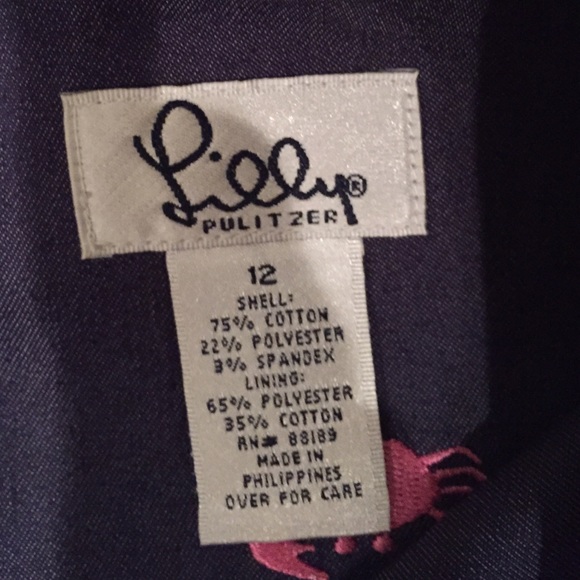 Lilly®
PULITZER
12
SHELL:
75% COTTON
22% POLYESTER
3% SPANDEX
LINING:
65% POLYESTER
35% COTTON
RN# 88189
MADE IN
PHILIPPINES
OVER FOR CARE